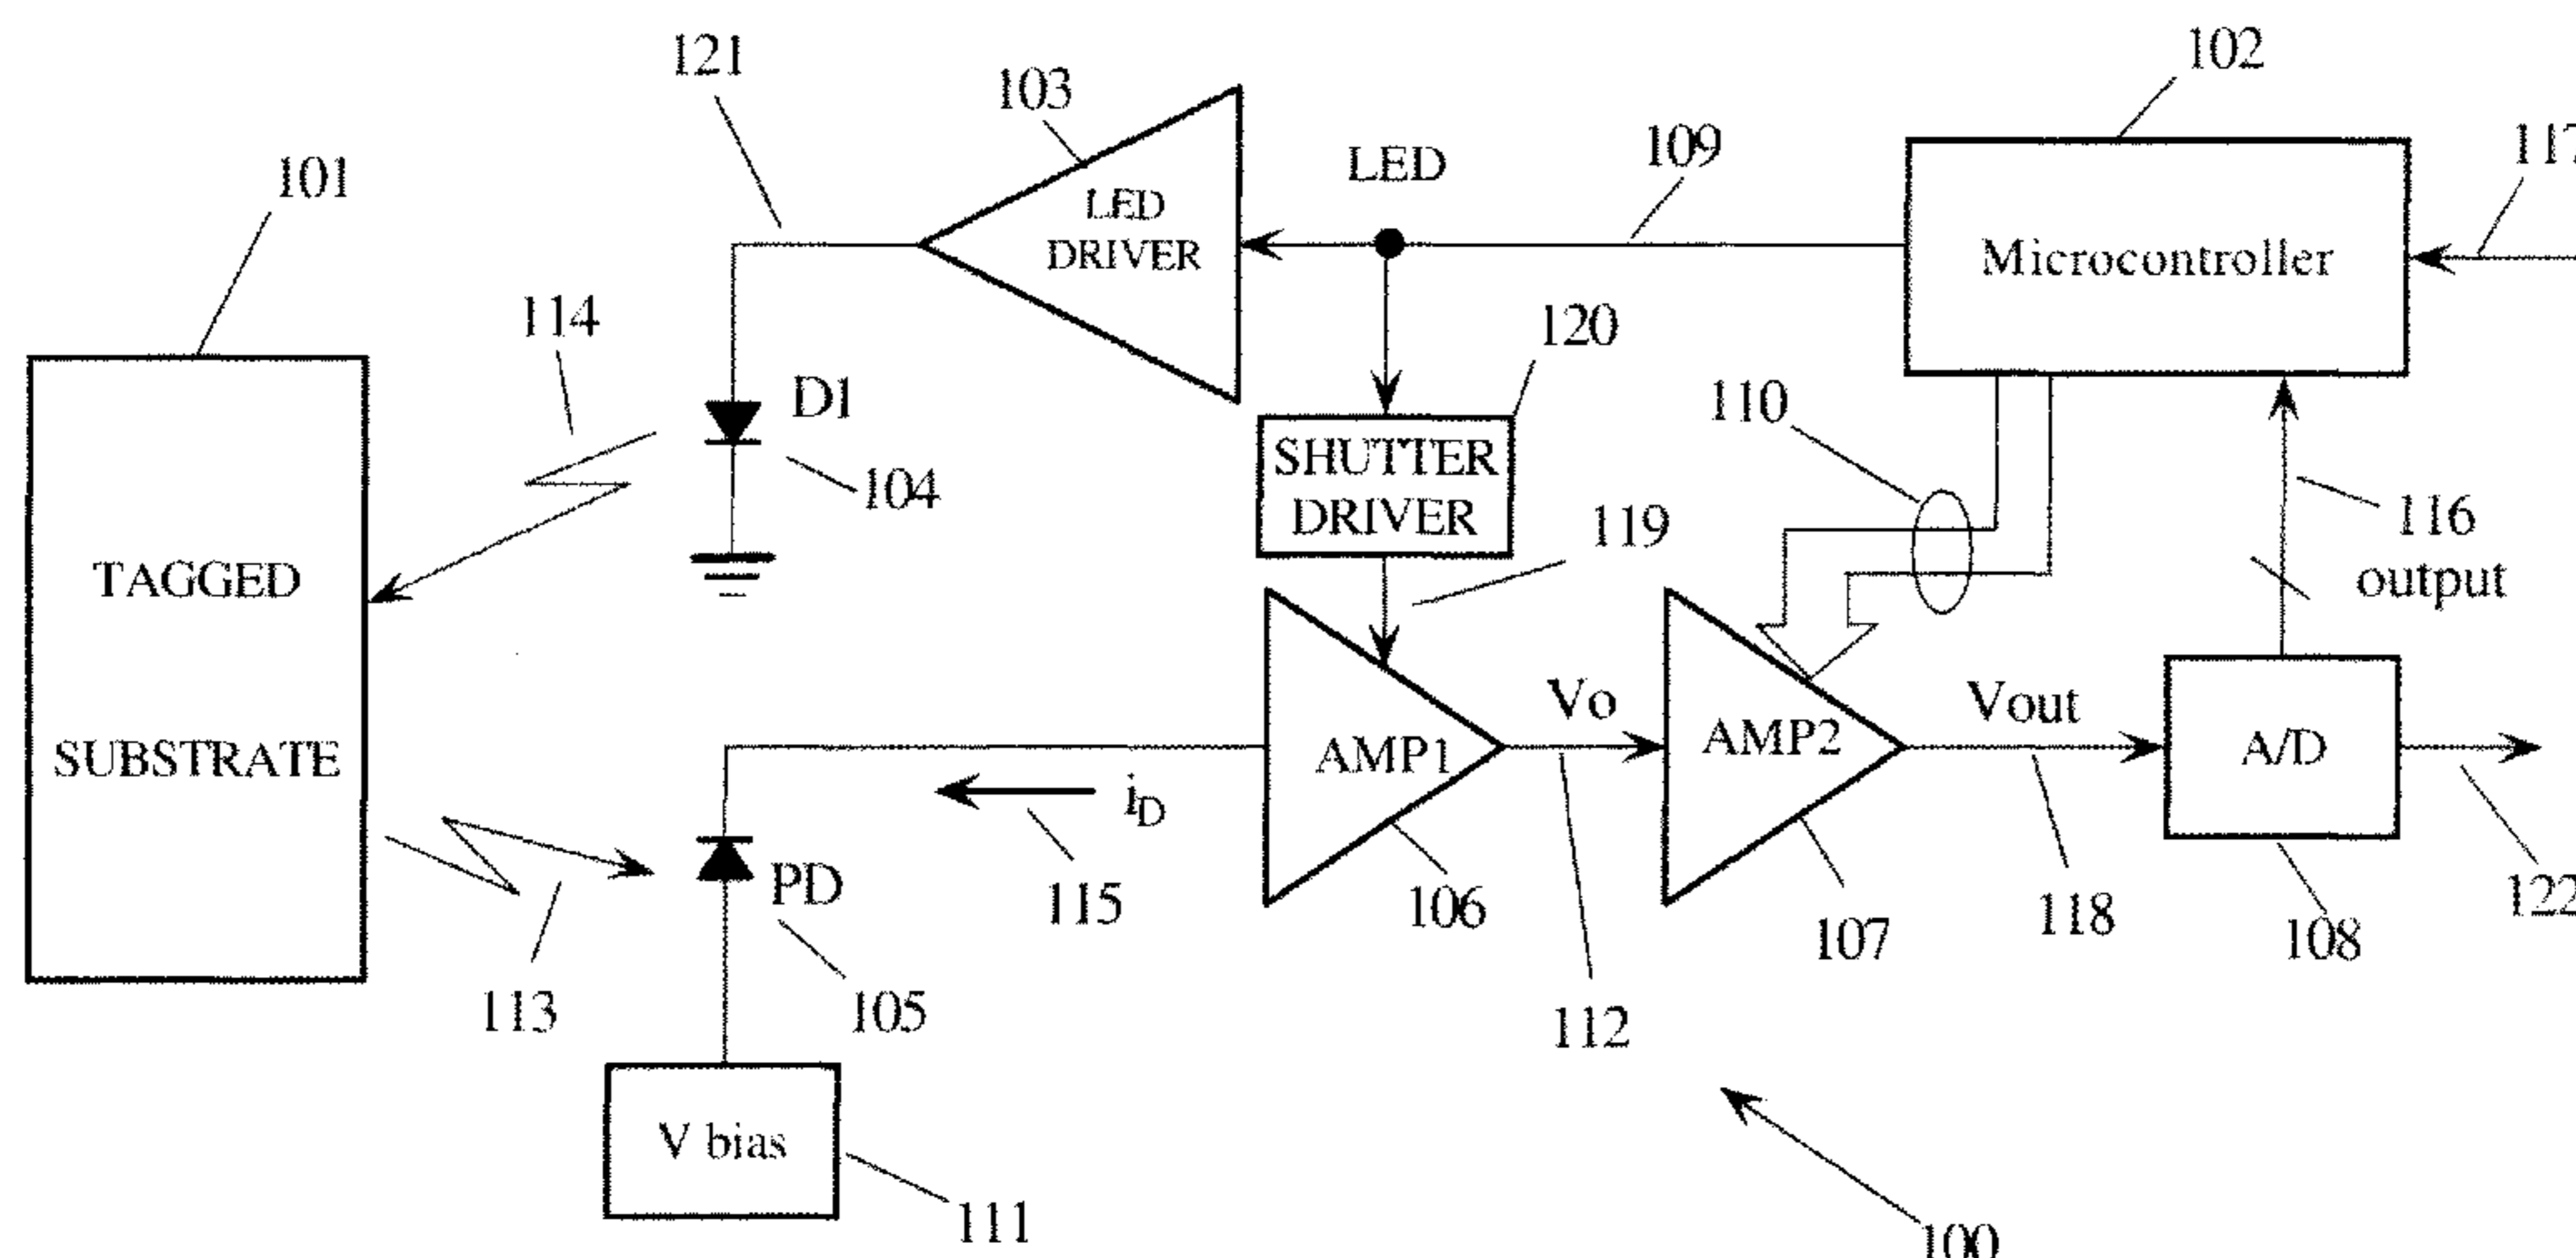 121
103
102
LED
109
117
101
LED
DRIVER
Microcontroller
114
120
D1
110
104
SHUTTER
DRIVER
119
116
output
TAGGED
SUBSTRATE
Vo
Vout
AMP1
AMP2
A/D
iD
PD
115
106
107
118
108
122
113
105
112
V bias
111
100